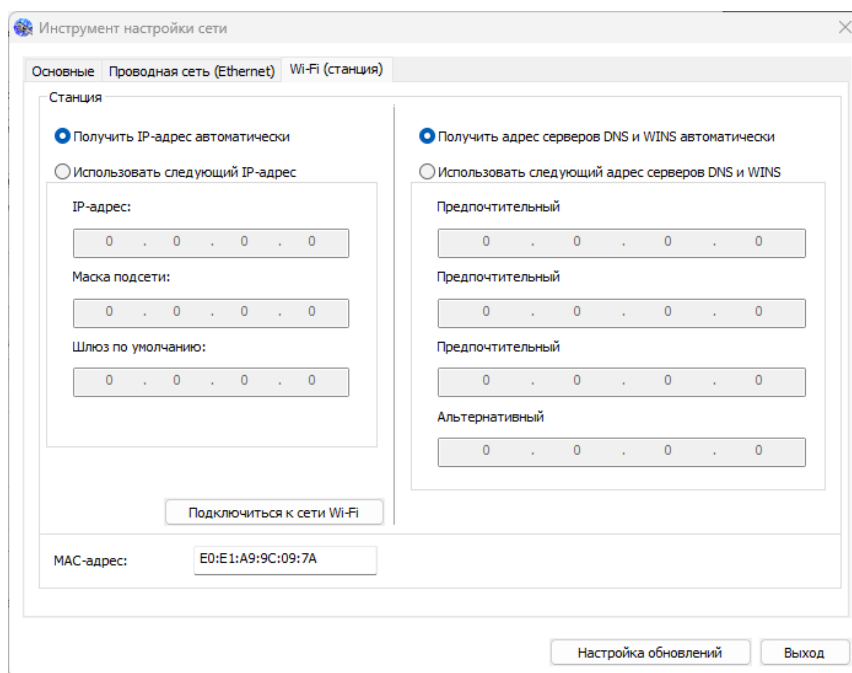 Инструмент настройки сети
Основные Проводная сеть (Ethernet) Wi-Fi (станция)
Станция
Получить IP-адрес автоматически
Использовать следующий IP-адрес
IP-адрес:
0 . 0 . 0 . 0
Маска подсети:
0 . 0 . 0 . 0
Шлюз по умолчанию:
0 . 0 . 0 . 0
Подключиться к сети Wi-Fi
Получить адрес серверов DNS и WINS автоматически
Использовать следующий адрес серверов DNS и WINS
Предпочтительный
0 . 0 . 0 . 0
Предпочтительный
0 . 0 . 0 . 0
Предпочтительный
0 . 0 . 0 . 0
Альтернативный
0 . 0 . 0 . 0
MAC-адрес: E0:E1:A9:9C:09:7A
Настройка обновлений Выход